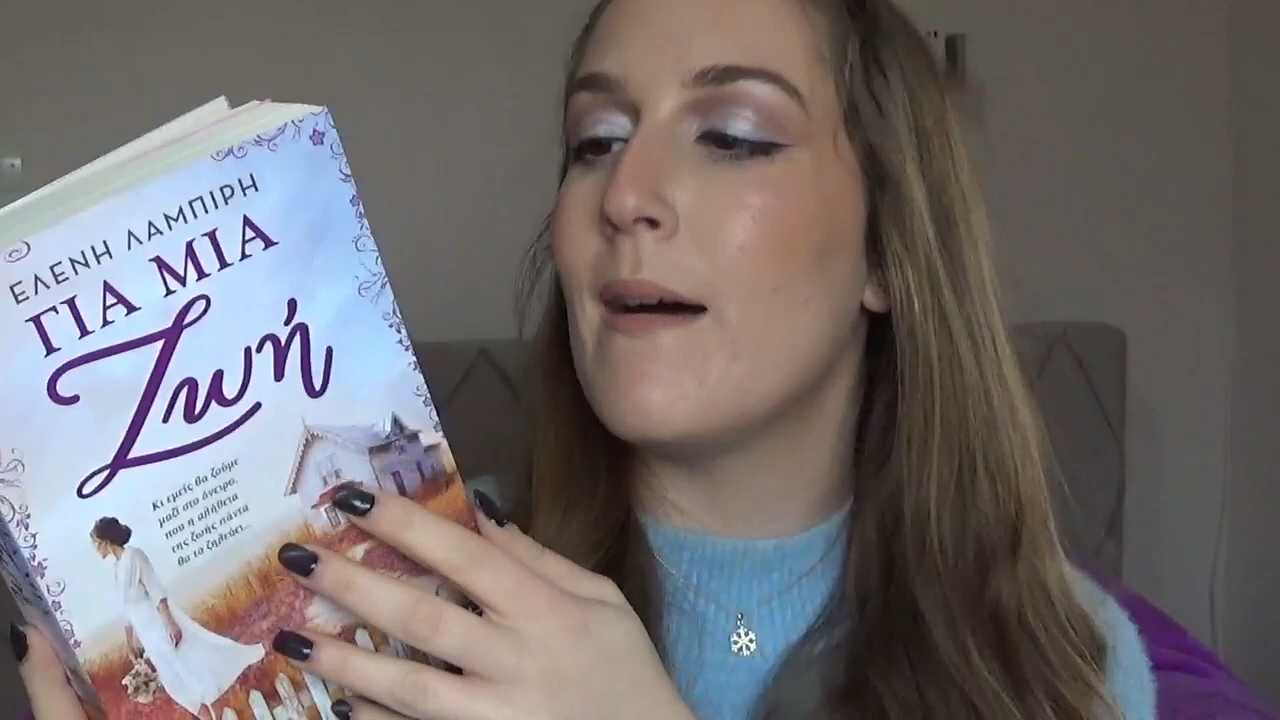 ΕΛΕΝΗ ΛΑΜΠΙΡΗ
ΓΙΑ ΜΙΑ
Ζωή
Κι εμείς θα ζούμε
μαζί στο όνειρο,
που η αλήθεια
της ζωής πάντα
θα το ζηλεύει...